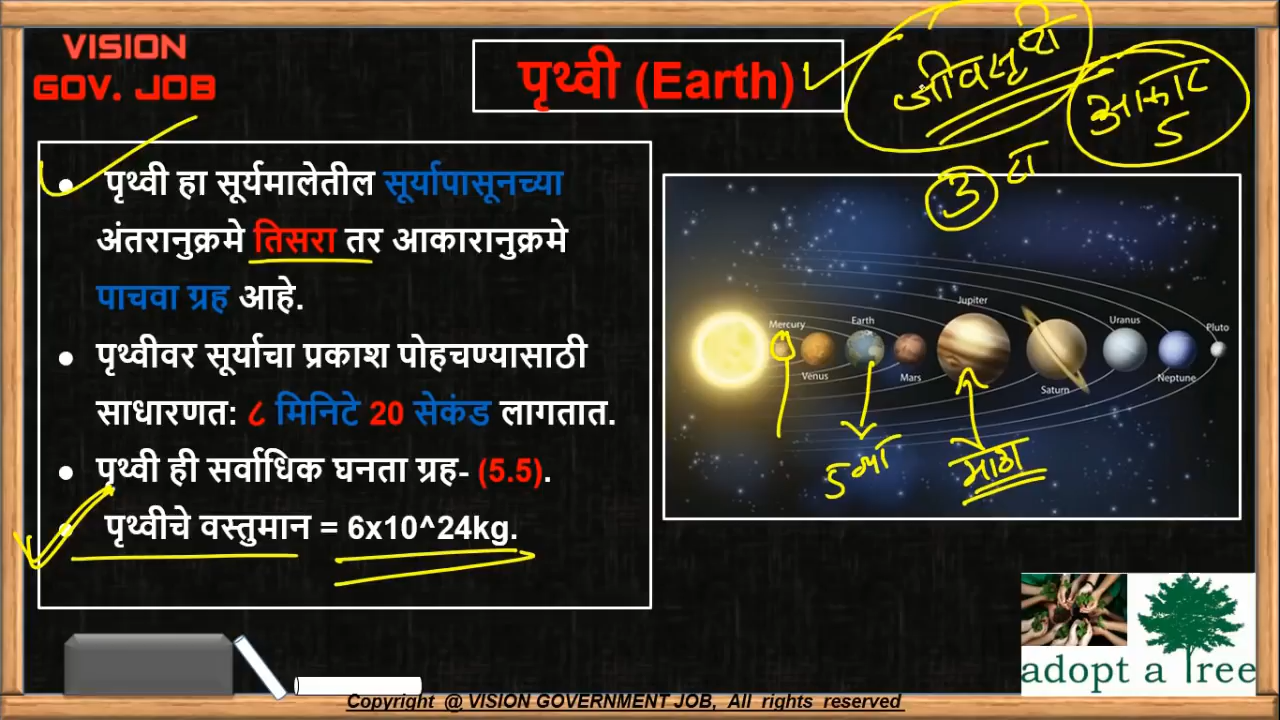 VISION
GOV. JOB
पृथ्वी (Earth)
आकार
5
3 रा
• पृथ्वी हा सूर्यमालेतील सूर्यापासूनच्या
अंतरानुक्रमे तिसरा तर आकारानुक्रमे
पाचवा ग्रह आहे.
• पृथ्वीवर सूर्याचा प्रकाश पोहचण्यासाठी
साधारणत: ८ मिनिटे 20 सेकंड लागतात.
• पृथ्वी ही सर्वाधिक घनता ग्रह- (5.5).
• पृथ्वीचे वस्तुमान = 6x10^24kg.
Mercury
Venus
Earth
Mars
Jupiter
Saturn
Uranus
Neptune
Pluto
adopt a Tree
Copyright @ VISION GOVERNMENT JOB, All rights reserved